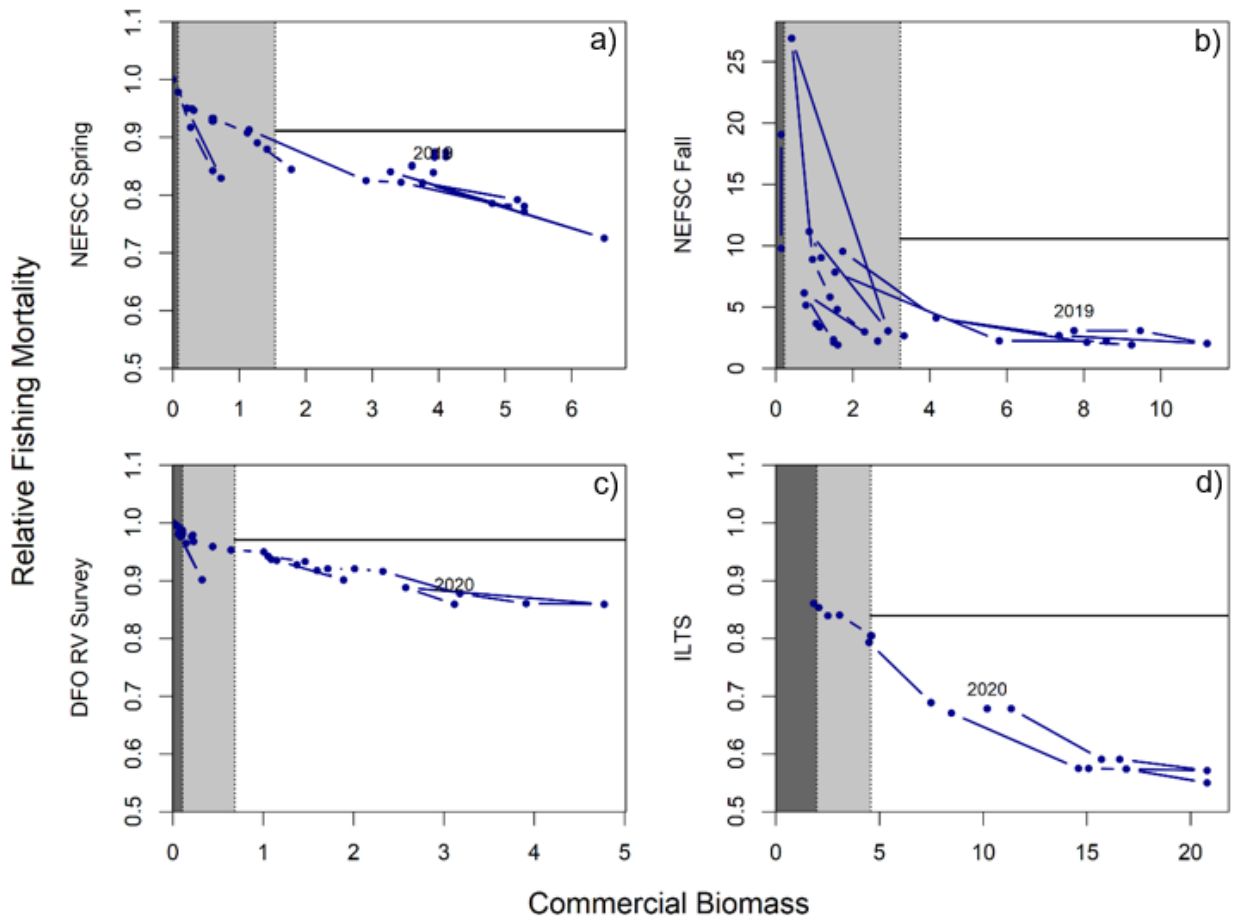 Relative Fishing Mortality
Commercial Biomass
a)
NEFSC Spring
1.1
1.0
0.9
0.8
0.7
0.6
0.5
0 1 2 3 4 5 6
2019
b)
NEFSC Fall
25
20
15
10
5
0
0 2 4 6 8 10
2019
c)
DFO RV Survey
1.1
1.0
0.9
0.8
0.7
0.6
0.5
0 1 2 3 4 5
2020
d)
ILTS
1.1
1.0
0.9
0.8
0.7
0.6
0.5
0 5 10 15 20
2020